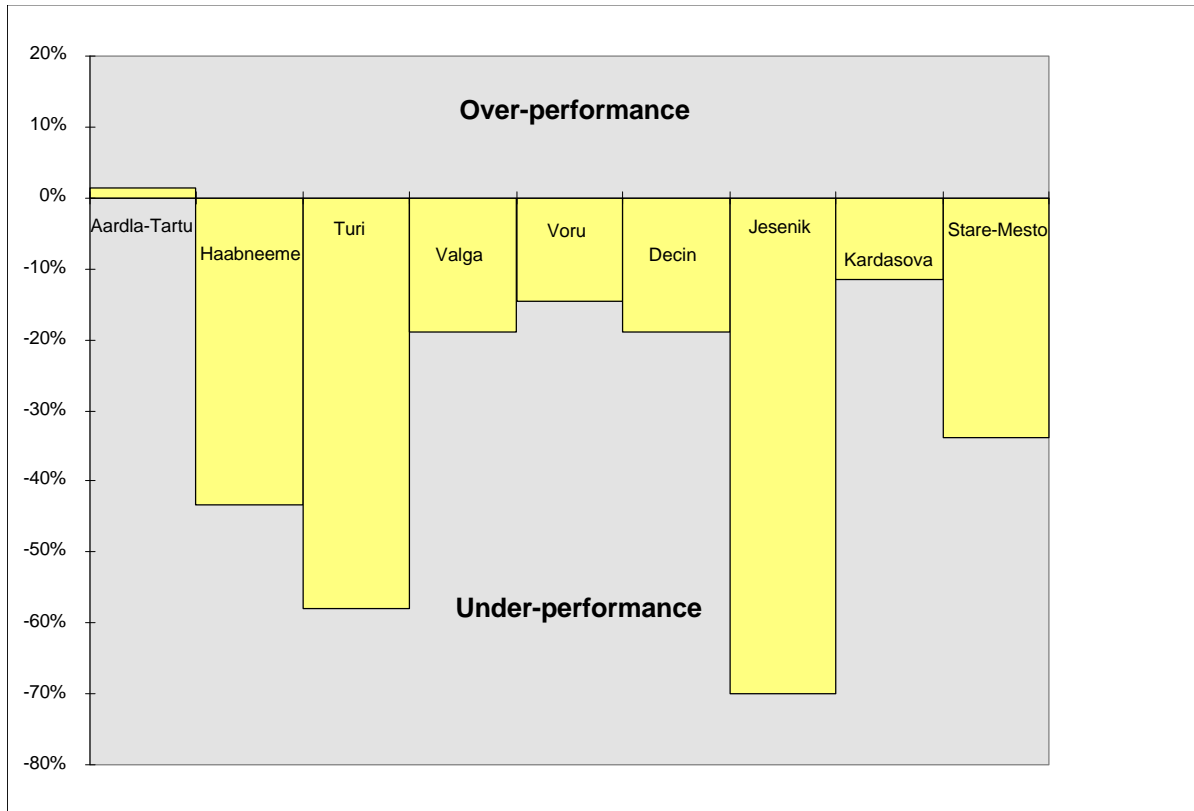 20%
Over-performance
10%
0%
Aardla-Tartu
Haabneeme
Turi
Valga
Voru
Decin
Jesenik
Kardasova
Stare-Mesto
-10%
-20%
-30%
-40%
-50%
Under-performance
-60%
-70%
-80%